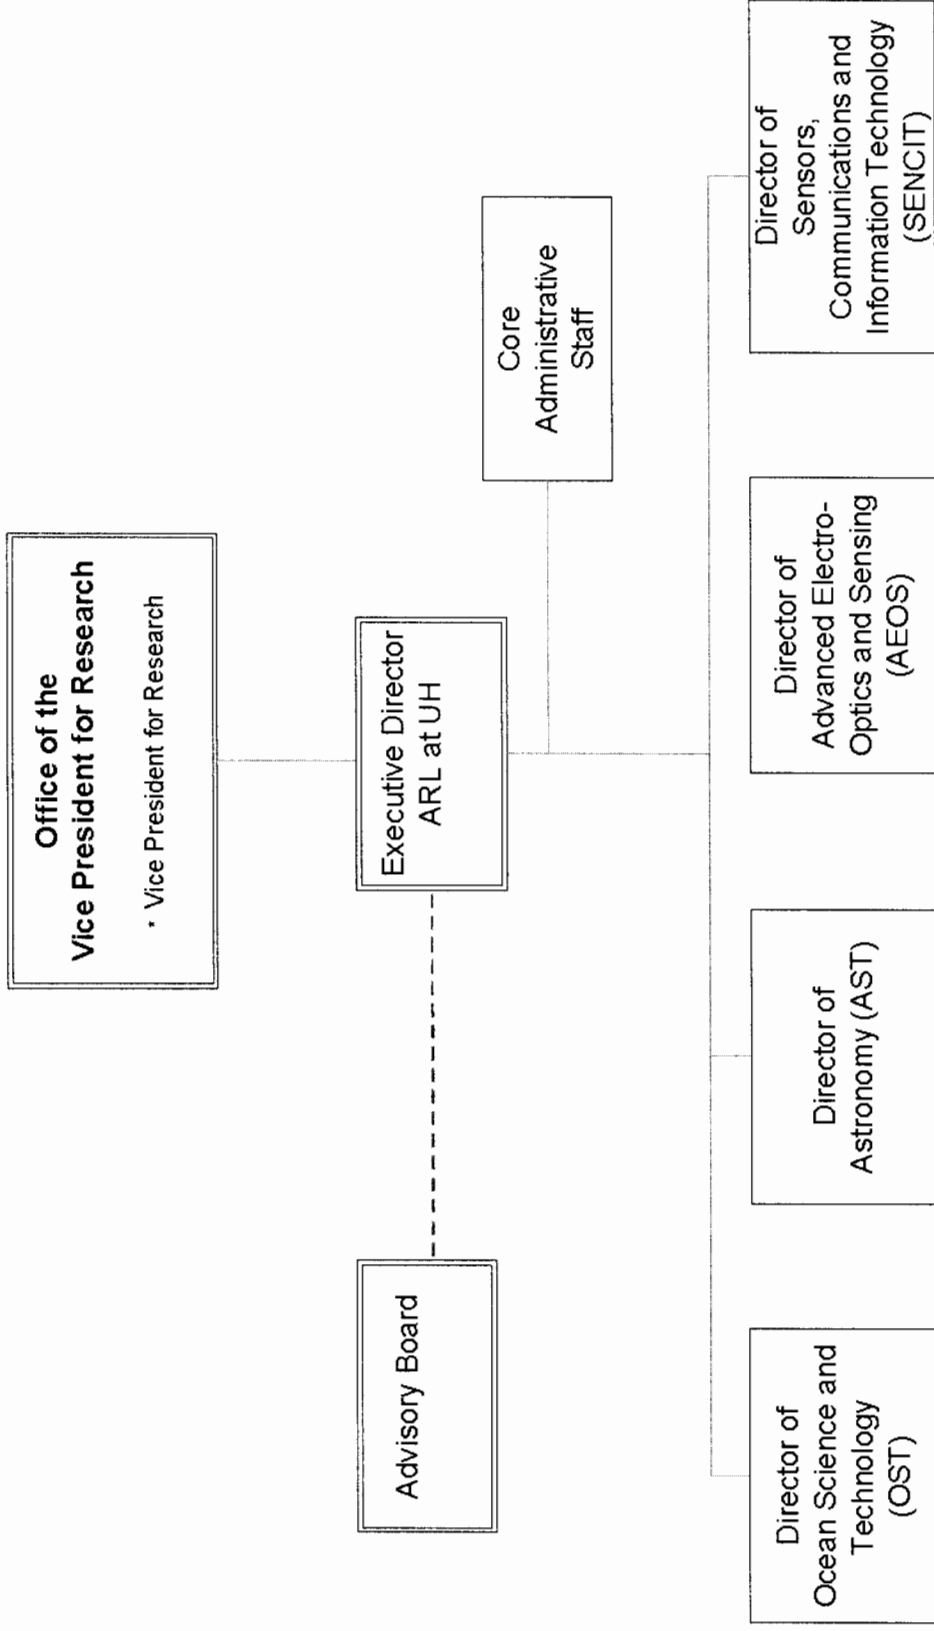 Office of the
Vice President for Research
* Vice President for Research
Advisory Board
Executive Director
ARL at UH
Core
Administrative
Staff
Director of
Ocean Science and
Technology
(OST)
Director of
Astronomy (AST)
Director of
Advanced Electro-
Optics and Sensing
(AEOS)
Director of
Sensors,
Communications and
Information Technology
(SENCIT)